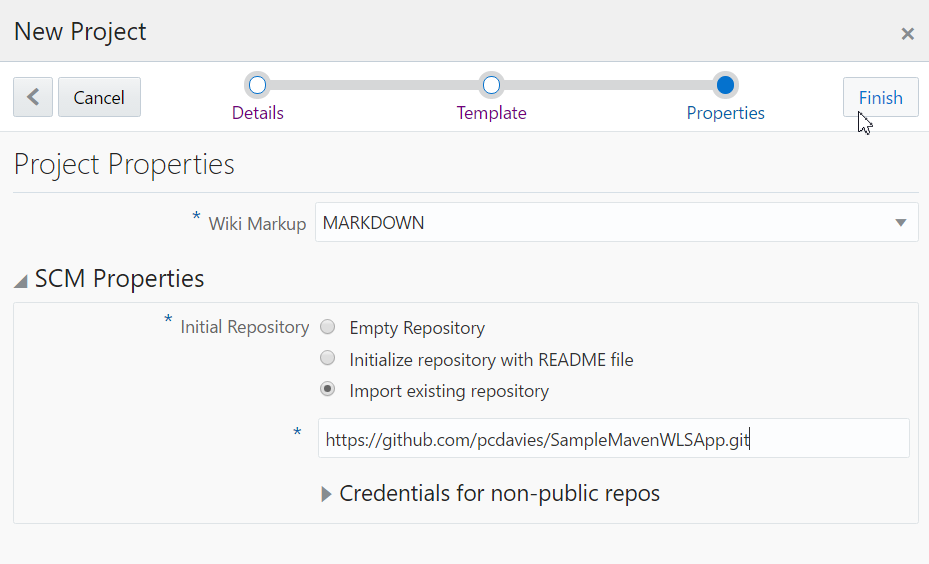 New Project
×
Cancel
Details
Template
Properties
Finish
Project Properties
* Wiki Markup
MARKDOWN
SCM Properties
* Initial Repository
Empty Repository
Initialize repository with README file
Import existing repository
* https://github.com/pcdavies/SampleMavenWLSApp.git
Credentials for non-public repos